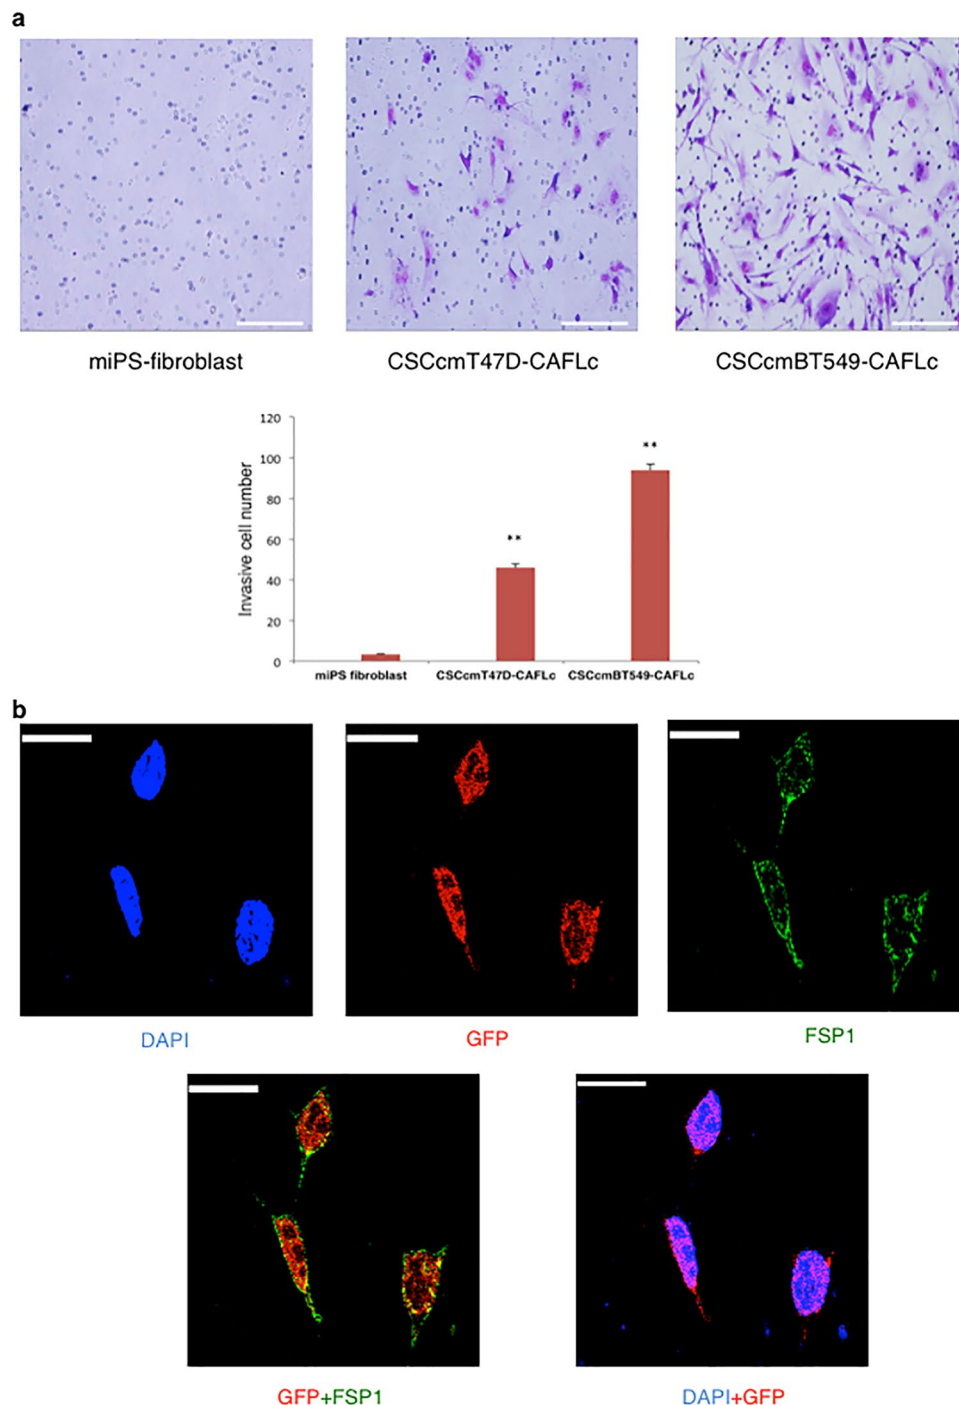 a
miPS-fibroblast
CSCcmT47D-CAFLc
CSCcmBT549-CAFLc
120
100
80
60
40
20
0
Invasive cell number
**
**
miPS fibroblast
CSCcmT47D-CAFLc
CSCcmBT549-CAFLc
b
DAPI
GFP
FSP1
GFP+FSP1
DAPI+GFP